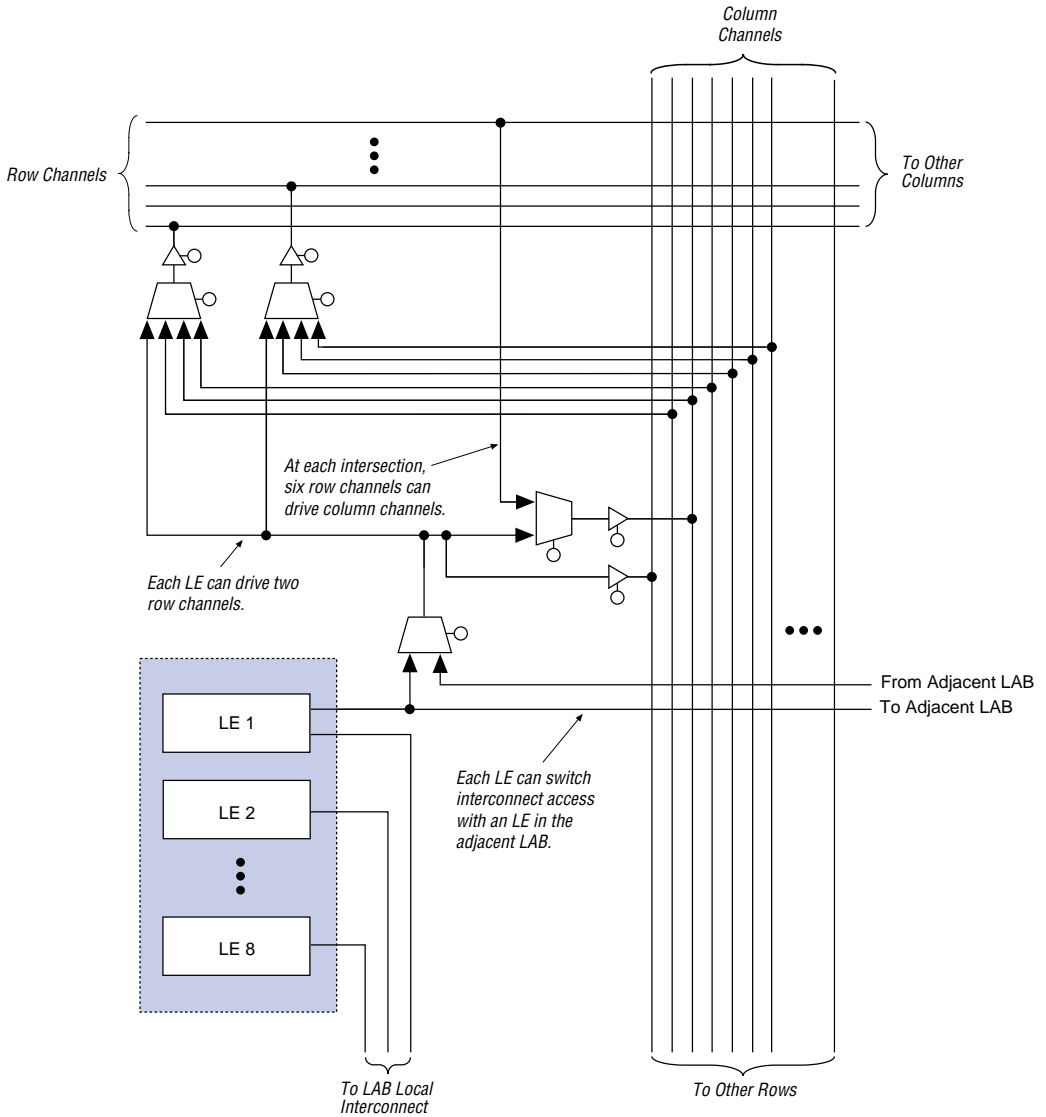 Column
Channels
Row Channels
To Other
Columns
At each intersection,
six row channels can
drive column channels.
Each LE can drive two
row channels.
From Adjacent LAB
To Adjacent LAB
LE 1
Each LE can switch
interconnect access
with an LE in the
adjacent LAB.
LE 2
LE 8
To LAB Local
Interconnect
To Other Rows